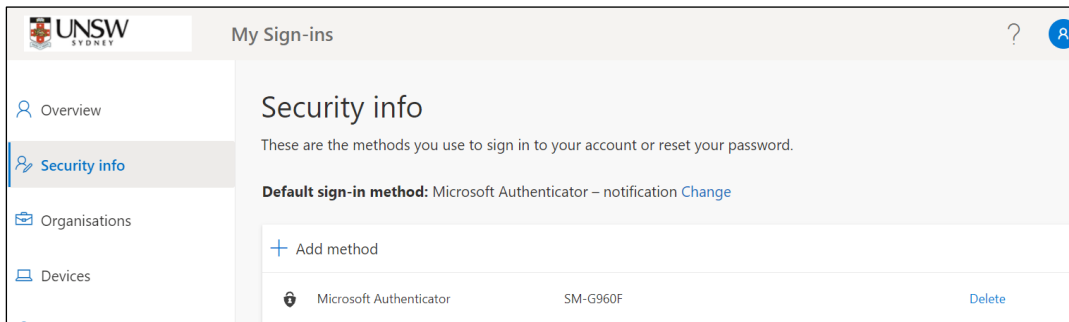 UNSW
SYDNEY
My Sign-ins
?
Overview
Security info
Organisations
Devices
Security info
These are the methods you use to sign in to your account or reset your password.
Default sign-in method: Microsoft Authenticator – notification Change
+ Add method
Microsoft Authenticator SM-G960F Delete